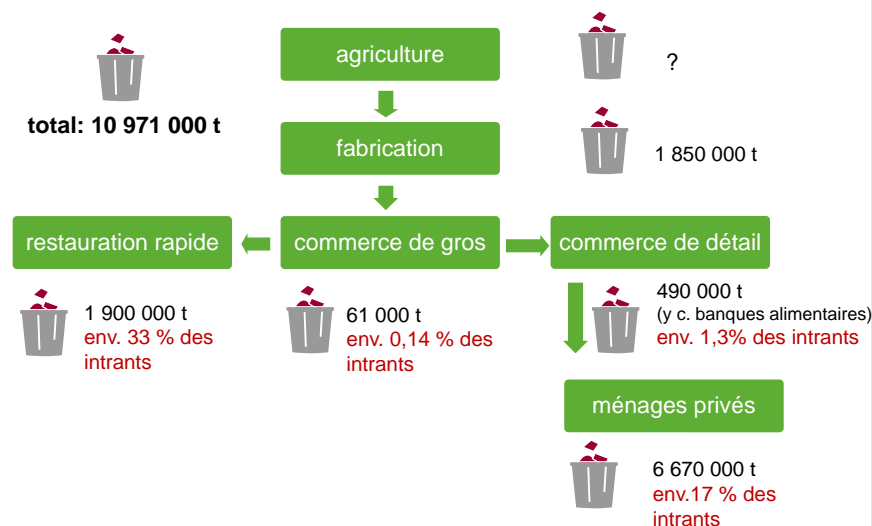 agriculture
?
total: 10 971 000 t
fabrication
1 850 000 t
restauration rapide
commerce de gros
commerce de détail
1 900 000 t
env. 33 % des
intrants
61 000 t
env. 0,14 % des
intrants
490 000 t
(y c. banques alimentaires)
env. 1,3% des intrants
ménages privés
6 670 000 t
env.17 % des
intrants